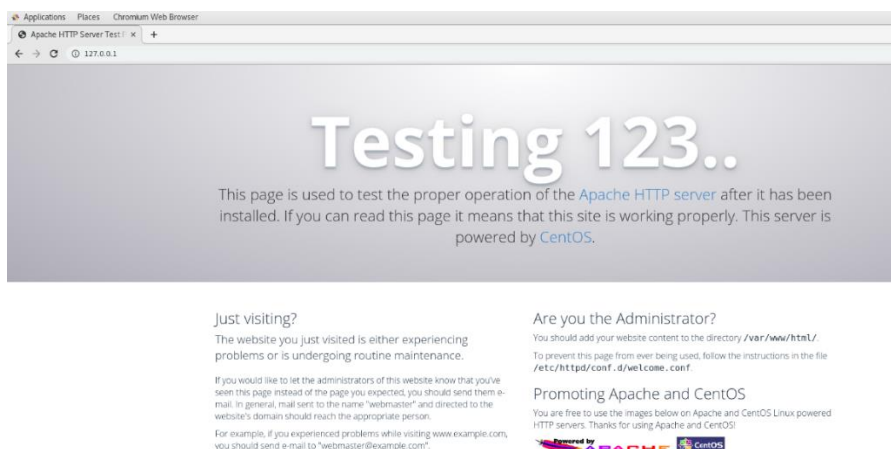 Applications Places Chromium Web Browser
Apache HTTP Server Test
127.0.0.1
Testing 123..
This page is used to test the proper operation of the Apache HTTP server after it has been
installed. If you can read this page it means that this site is working properly. This server is
powered by CentOS.
Just visiting?
The website you just visited is either experiencing
problems or is undergoing routine maintenance.
If you would like to let the administrators of this website know that you've
seen this page instead of the page you expected, you should send them e-
mail. In general, mail sent to the name "webmaster" and directed to the
website's domain should reach the appropriate person.
For example, if you experienced problems while visiting www.example.com,
you should send e-mail to "webmaster@example.com".
Are you the Administrator?
You should add your website content to the directory /var/www/html/.
To prevent this page from ever being used, follow the instructions in the file
/etc/httpd/conf.d/welcome.conf.
Promoting Apache and CentOS
You are free to use the images below on Apache and CentOS Linux powered
HTTP servers. Thanks for using Apache and CentOS!
Powered by
APACHE
CentOS